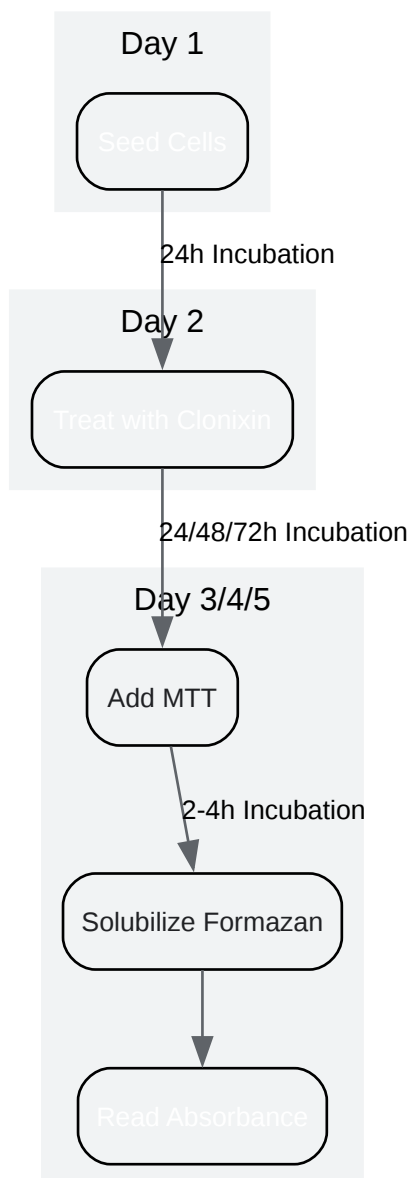 Day 1
Seed Cells
24h Incubation
Day 2
Treat with Clonixin
24/48/72h Incubation
Day 3/4/5
Add MTT
2-4h Incubation
Solubilize Formazan
Read Absorbance